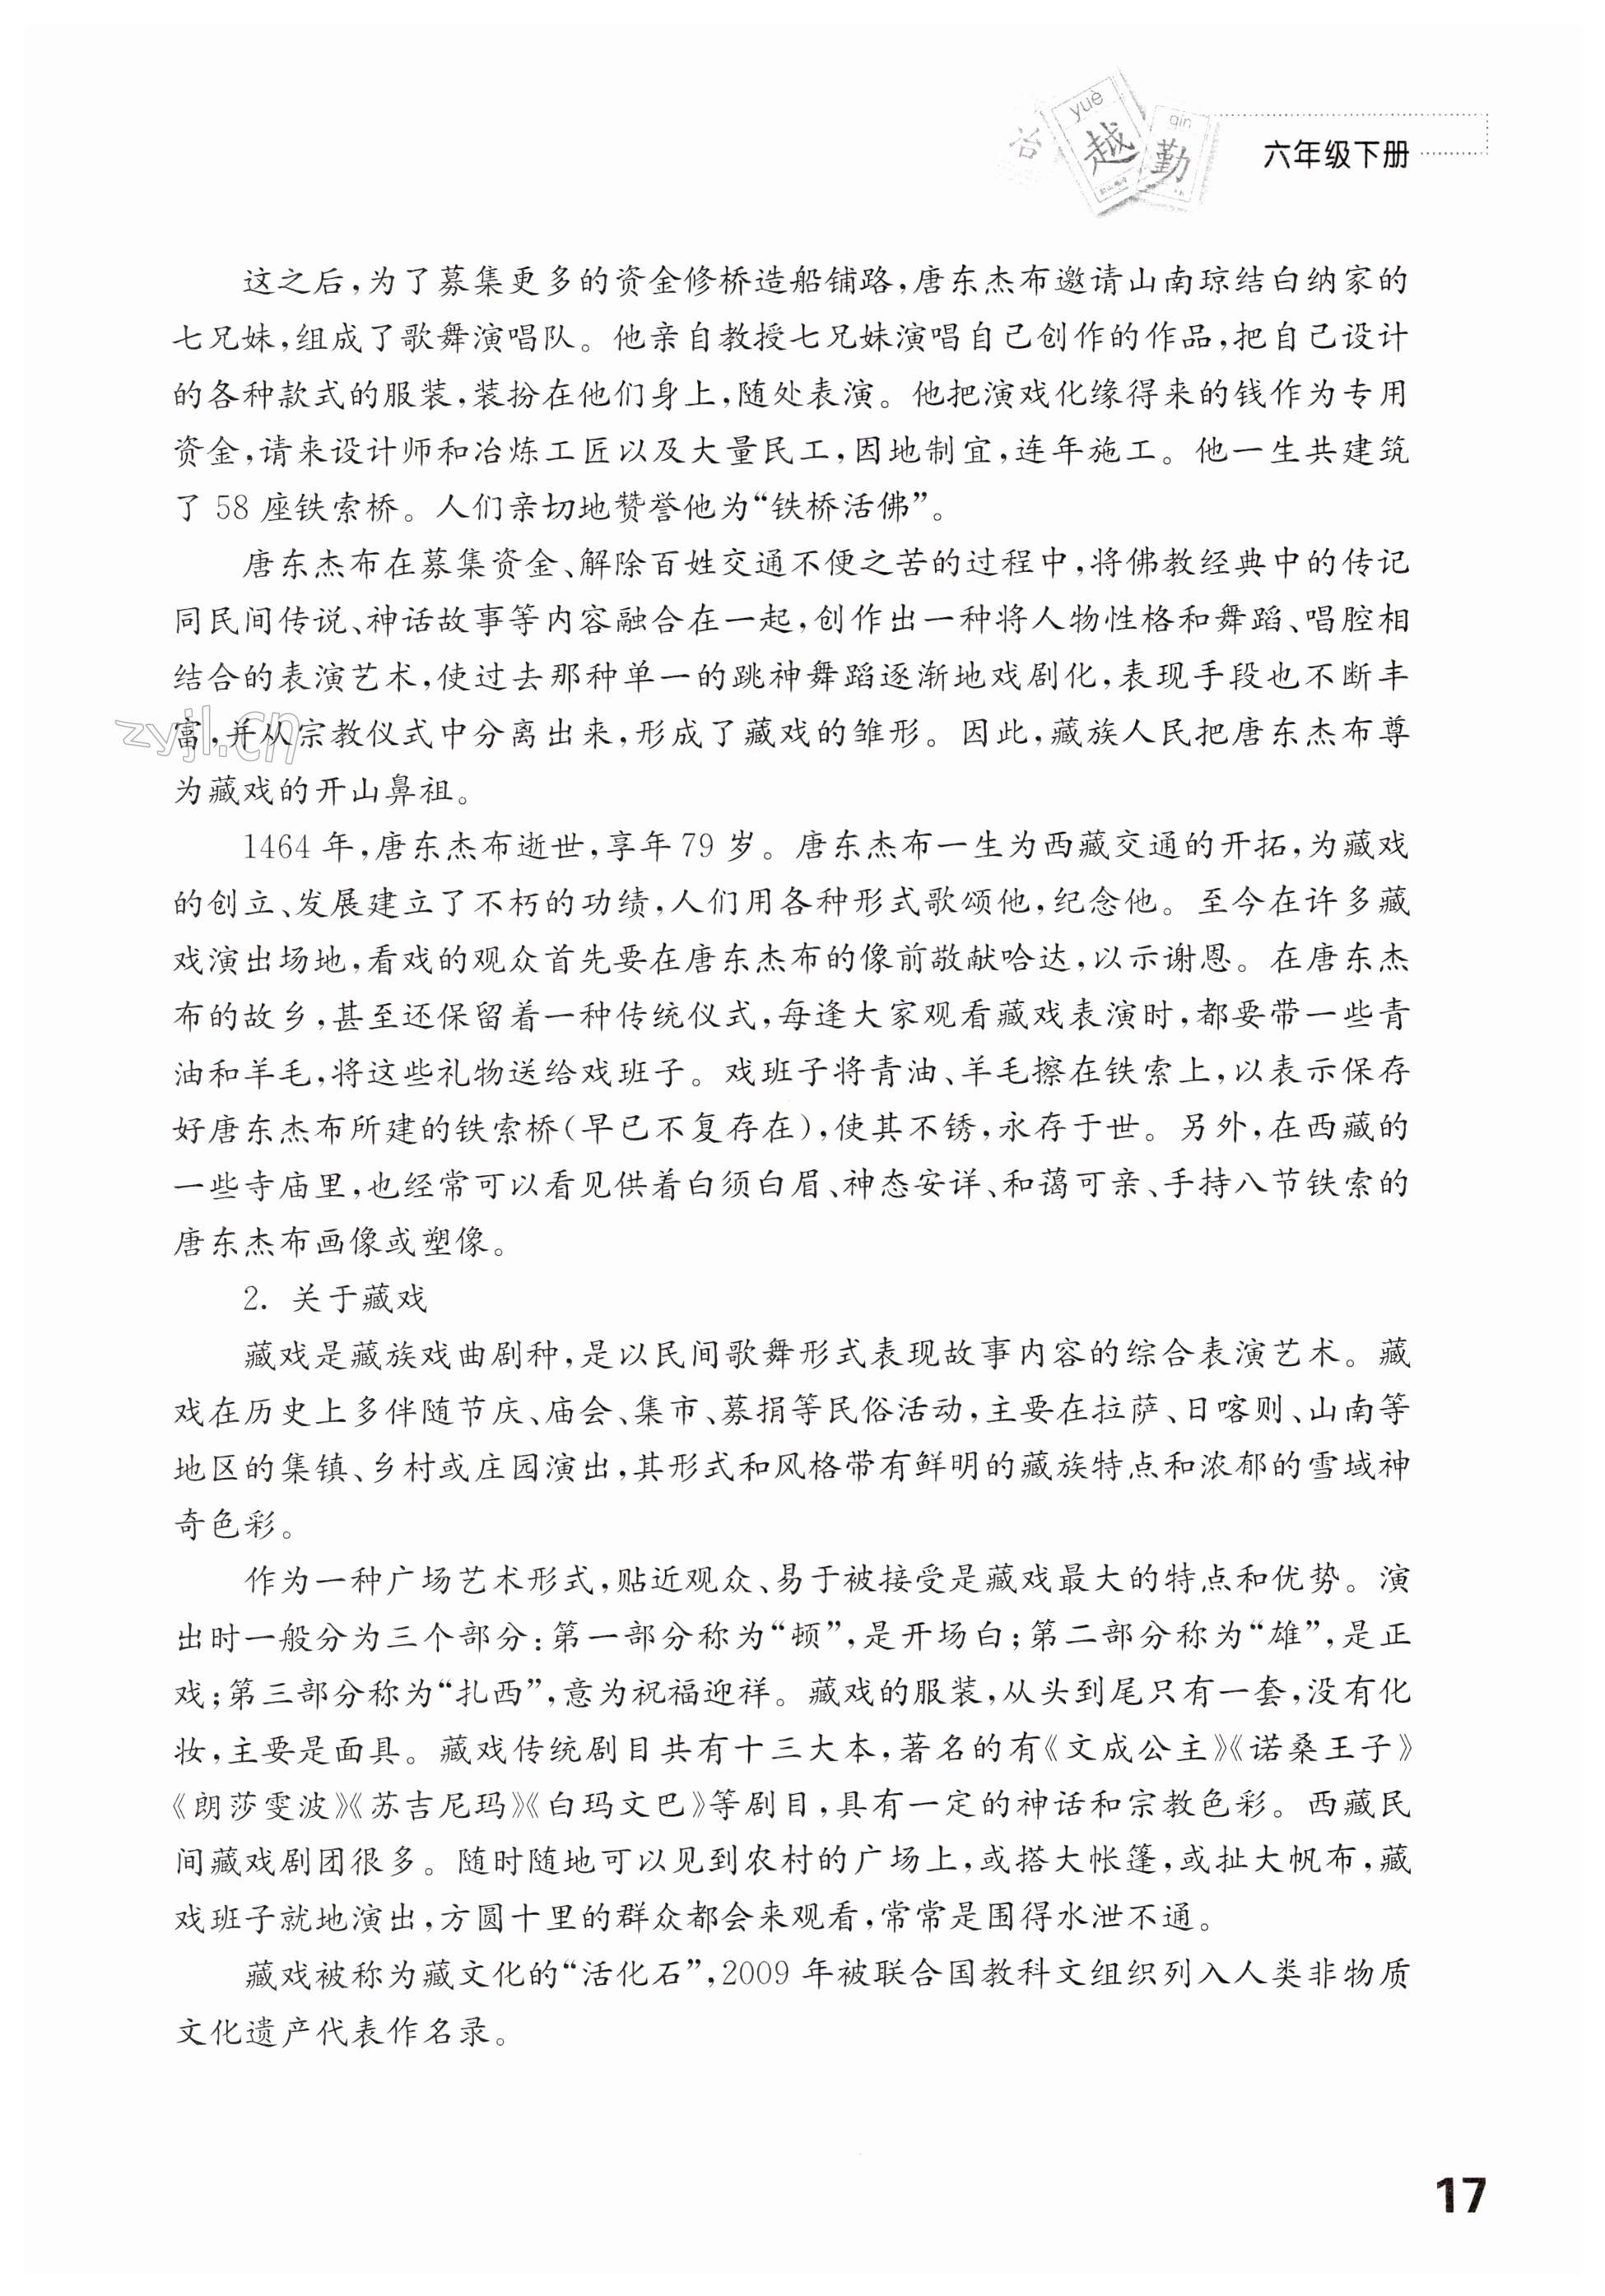 yuè
越
qín
勤
六年级下册
这之后,为了募集更多的资金修桥造船铺路,唐东杰布邀请山南琼结白纳家的
七兄妹,组成了歌舞演唱队。他亲自教授七兄妹演唱自己创作的作品,把自己设计
的各种款式的服装,装扮在他们身上,随处表演。他把演戏化缘得来的钱作为专用
资金,请来设计师和冶炼工匠以及大量民工,因地制宜,连年施工。他一生共建筑
了 58 座铁索桥。人们亲切地赞誉他为“铁桥活佛”。
唐东杰布在募集资金、解除百姓交通不便之苦的过程中,将佛教经典中的传记
同民间传说、神话故事等内容融合在一起,创作出一种将人物性格和舞蹈、唱腔相
结合的表演艺术,使过去那种单一的跳神舞蹈逐渐地戏剧化,表现手段也不断丰
富,并从宗教仪式中分离出来,形成了藏戏的雏形。因此,藏族人民把唐东杰布尊
为藏戏的开山鼻祖。
zyjl.cn
1464 年,唐东杰布逝世,享年 79 岁。唐东杰布一生为西藏交通的开拓,为藏戏
的创立、发展建立了不朽的功绩,人们用各种形式歌颂他,纪念他。至今在许多藏
戏演出场地,看戏的观众首先要在唐东杰布的像前敬献哈达,以示谢恩。在唐东杰
布的故乡,甚至还保留着一种传统仪式,每逢大家观看藏戏表演时,都要带一些青
油和羊毛,将这些礼物送给戏班子。戏班子将青油、羊毛擦在铁索上,以表示保存
好唐东杰布所建的铁索桥(早已不复存在),使其不锈,永存于世。另外,在西藏的
一些寺庙里,也经常可以看见供着白须白眉、神态安详、和蔼可亲、手持八节铁索的
唐东杰布画像或塑像。
2. 关于藏戏
藏戏是藏族戏曲剧种,是以民间歌舞形式表现故事内容的综合表演艺术。藏
戏在历史上多伴随节庆、庙会、集市、募捐等民俗活动,主要在拉萨、日喀则、山南等
地区的集镇、乡村或庄园演出,其形式和风格带有鲜明的藏族特点和浓郁的雪域神
奇色彩。
作为一种广场艺术形式,贴近观众、易于被接受是藏戏最大的特点和优势。演
出时一般分为三个部分:第一部分称为“顿”,是开场白;第二部分称为“雄”,是正
戏;第三部分称为“扎西”,意为祝福迎祥。藏戏的服装,从头到尾只有一套,没有化
妆,主要是面具。藏戏传统剧目共有十三大本,著名的有《文成公主》《诺桑王子》
《朗莎雯波》《苏吉尼玛》《白玛文巴》等剧目,具有一定的神话和宗教色彩。西藏民
间藏戏剧团很多。随时随地可以见到农村的广场上,或搭大帐篷,或扯大帆布,藏
戏班子就地演出,方圆十里的群众都会来观看,常常是围得水泄不通。
藏戏被称为藏文化的“活化石”,2009 年被联合国教科文组织列入人类非物质
文化遗产代表作名录。
17